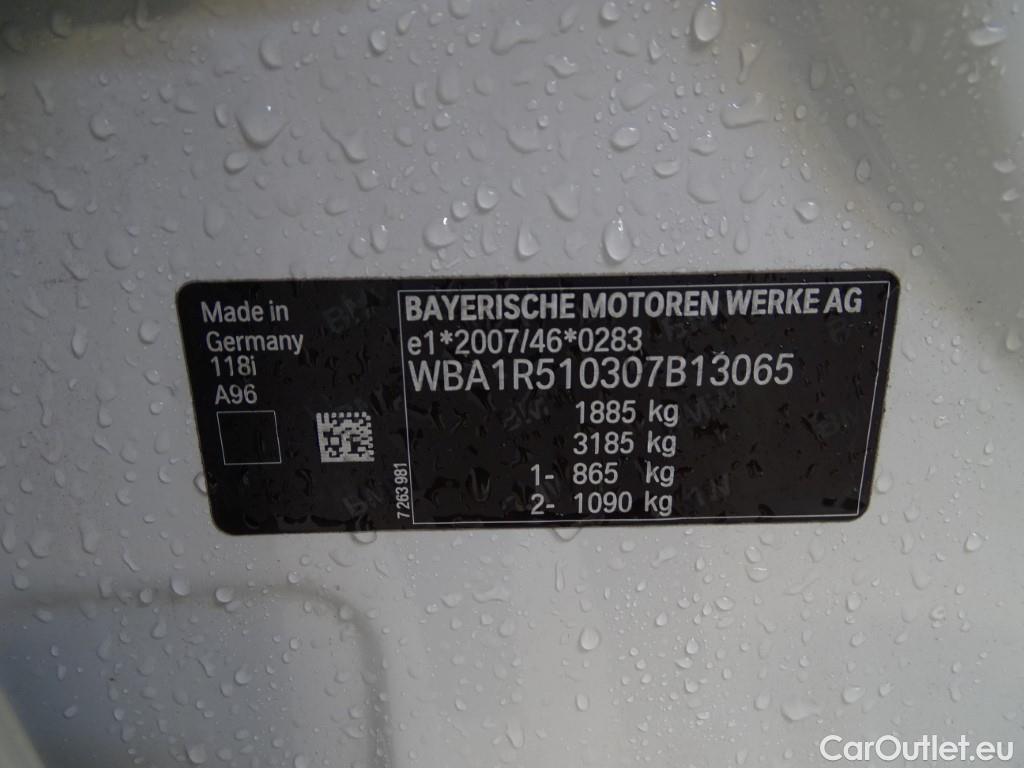 Made in
Germany
118i
A96
7 263 981
BAYERISCHE MOTOREN WERKE AG
e1*2007/46*0283
WBA1R510307B13065
1885 kg
3185 kg
1- 865 kg
2- 1090 kg
CarOutlet.eu